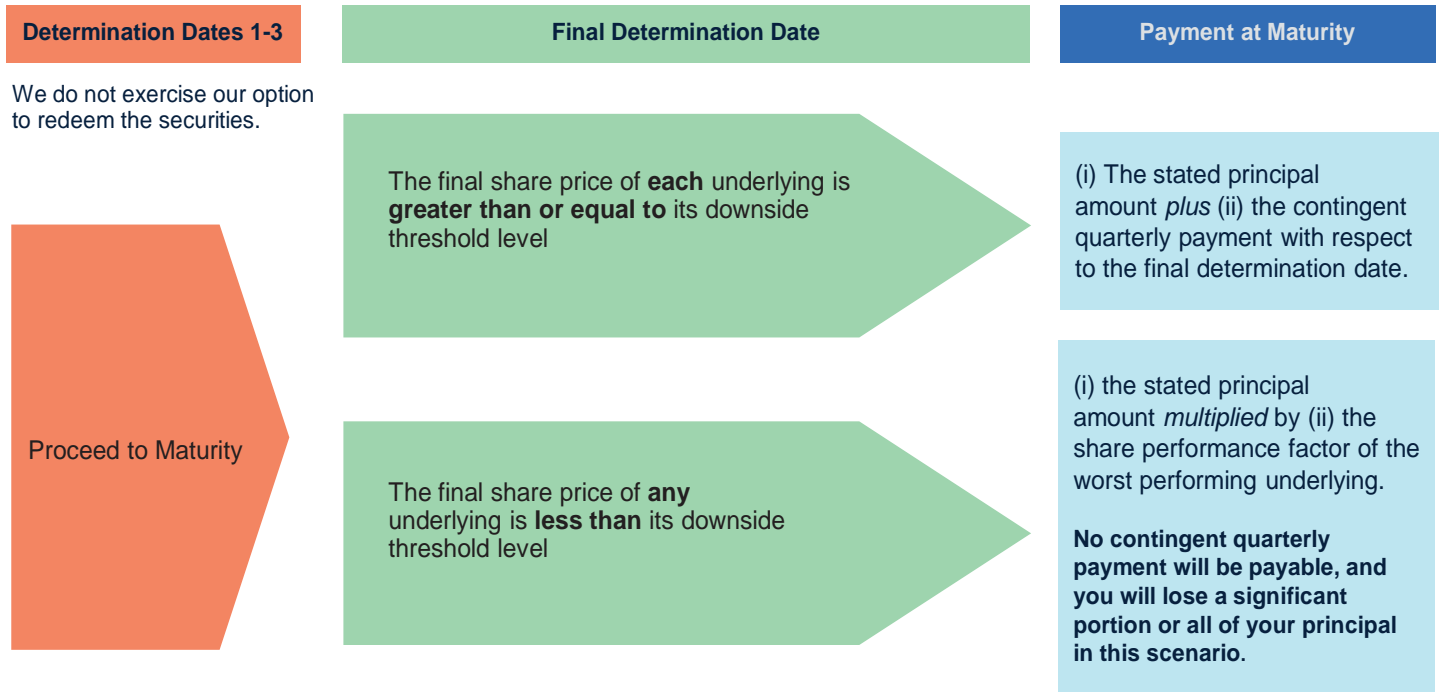 Determination Dates 1-3
Final Determination Date
Payment at Maturity
We do not exercise our option
to redeem the securities.
Proceed to Maturity
The final share price of each underlying is
greater than or equal to its downside
threshold level
(i) The stated principal
amount plus (ii) the contingent
quarterly payment with respect
to the final determination date.
The final share price of any
underlying is less than its downside
threshold level
(i) the stated principal
amount multiplied by (ii) the
share performance factor of the
worst performing underlying.
No contingent quarterly
payment will be payable, and
you will lose a significant
portion or all of your principal
in this scenario.